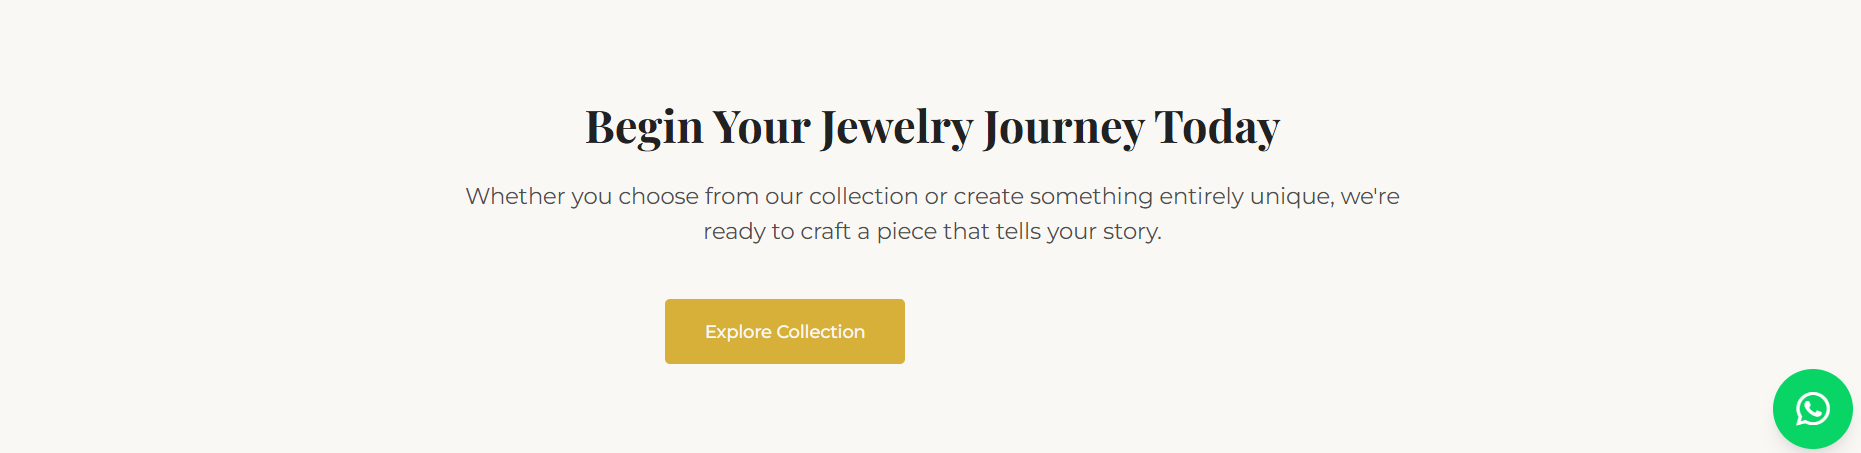 Begin Your Jewelry Journey Today
Whether you choose from our collection or create something entirely unique, we're
ready to craft a piece that tells your story.
Explore Collection